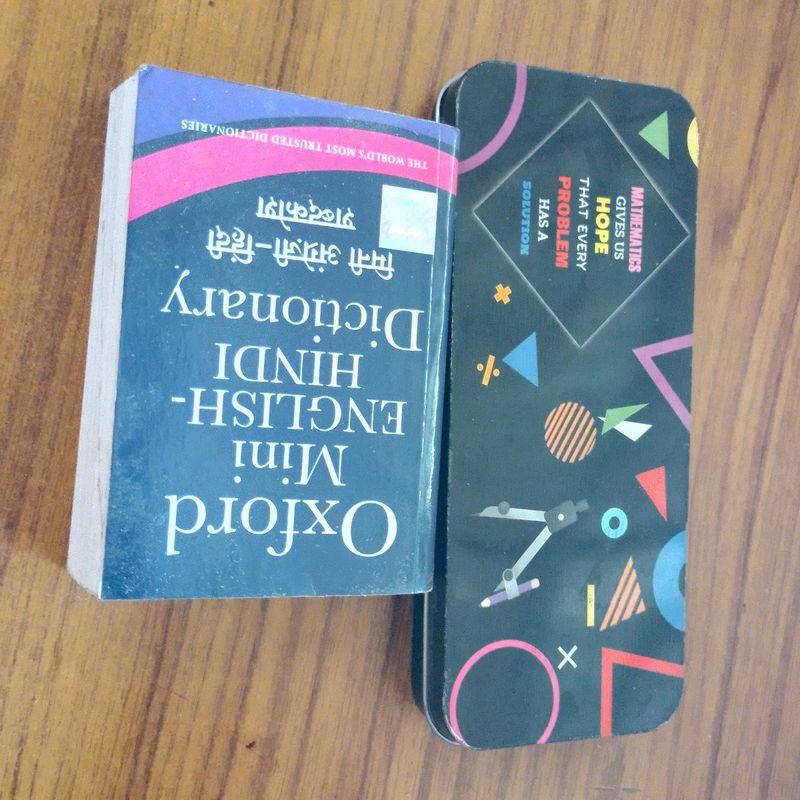 Oxford
Mini
ENGLISH-
HINDI
Dictionary
मिनी अंग्रेज़ी–हिंदी
शब्दकोश
THE WORLD'S MOST TRUSTED DICTIONARIES
MATHEMATICS
GIVES US
HOPE
THAT EVERY
PROBLEM
HAS A
SOLUTION